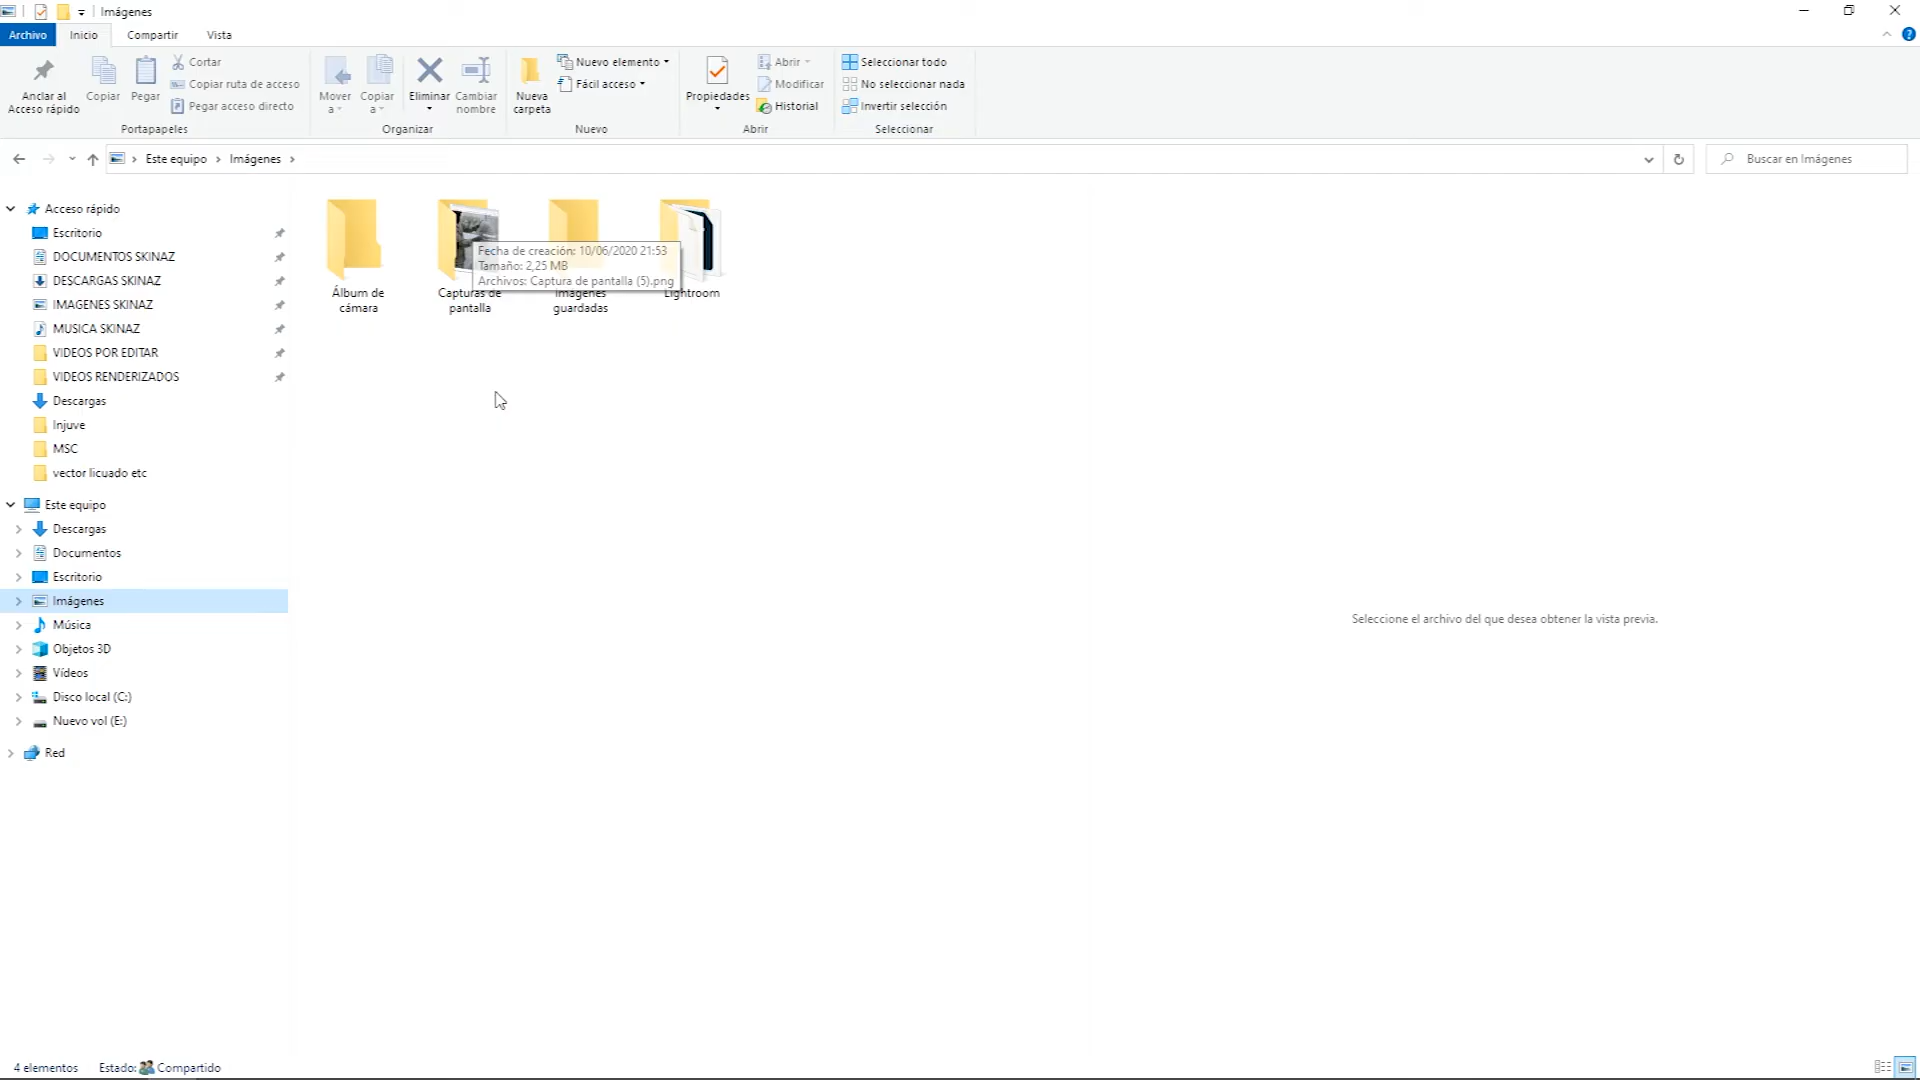 Imágenes
Archivo
Inicio
Compartir
Vista
Anclar al
Acceso rápido
Copiar
Pegar
Cortar
Copiar ruta de acceso
Pegar acceso directo
Portapapeles
Mover
a
Copiar
a
Eliminar
Cambiar
nombre
Organizar
Nueva
carpeta
Nuevo elemento
Fácil acceso
Nuevo
Propiedades
Abrir
Modificar
Historial
Abrir
Seleccionar todo
No seleccionar nada
Invertir selección
Seleccionar
Este equipo
Imágenes
Buscar en Imágenes
Acceso rápido
Escritorio
DOCUMENTOS SKINAZ
DESCARGAS SKINAZ
IMAGENES SKINAZ
MUSICA SKINAZ
VIDEOS POR EDITAR
VIDEOS RENDERIZADOS
Descargas
Injuve
MSC
vector licuado etc
Este equipo
Descargas
Documentos
Escritorio
Imágenes
Música
Objetos 3D
Vídeos
Disco local (C:)
Nuevo vol (E:)
Red
Álbum de
cámara
Capturas de
pantalla
Imágenes
guardadas
Lightroom
Fecha de creación: 10/06/2020 21:53
Tamaño: 2,25 MB
Archivos: Captura de pantalla (5).png
Seleccione el archivo del que desea obtener la vista previa.
4 elementos
Estado: Compartido